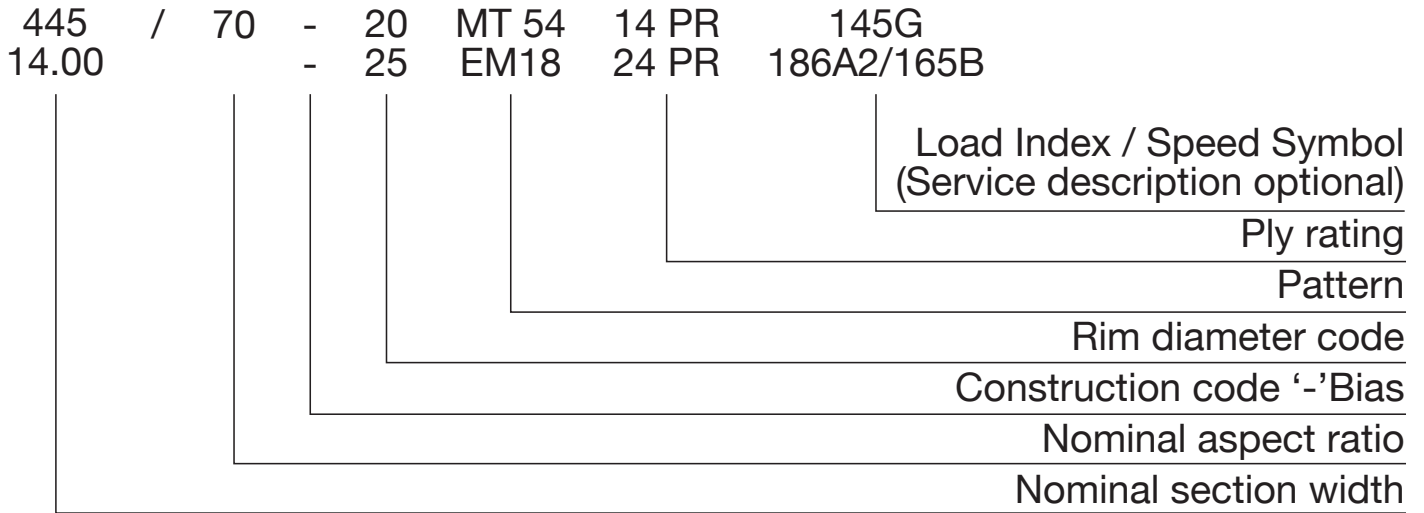 445 / 70 - 20 MT 54 14 PR 145G
14.00 - 25 EM18 24 PR 186A2/165B
Load Index / Speed Symbol
(Service description optional)
Ply rating
Pattern
Rim diameter code
Construction code ‘-’Bias
Nominal aspect ratio
Nominal section width